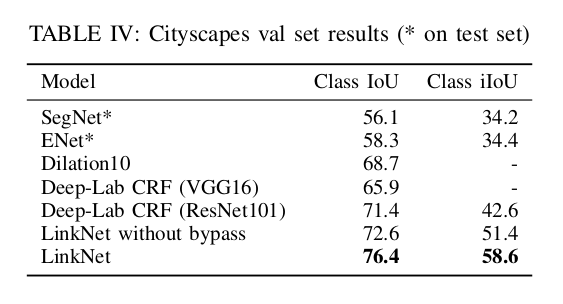 TABLE IV: Cityscapes val set results (* on test set)
Model Class IoU Class iIoU
SegNet* 56.1 34.2
ENet* 58.3 34.4
Dilation10 68.7 -
Deep-Lab CRF (VGG16) 65.9 -
Deep-Lab CRF (ResNet101) 71.4 42.6
LinkNet without bypass 72.6 51.4
LinkNet 76.4 58.6